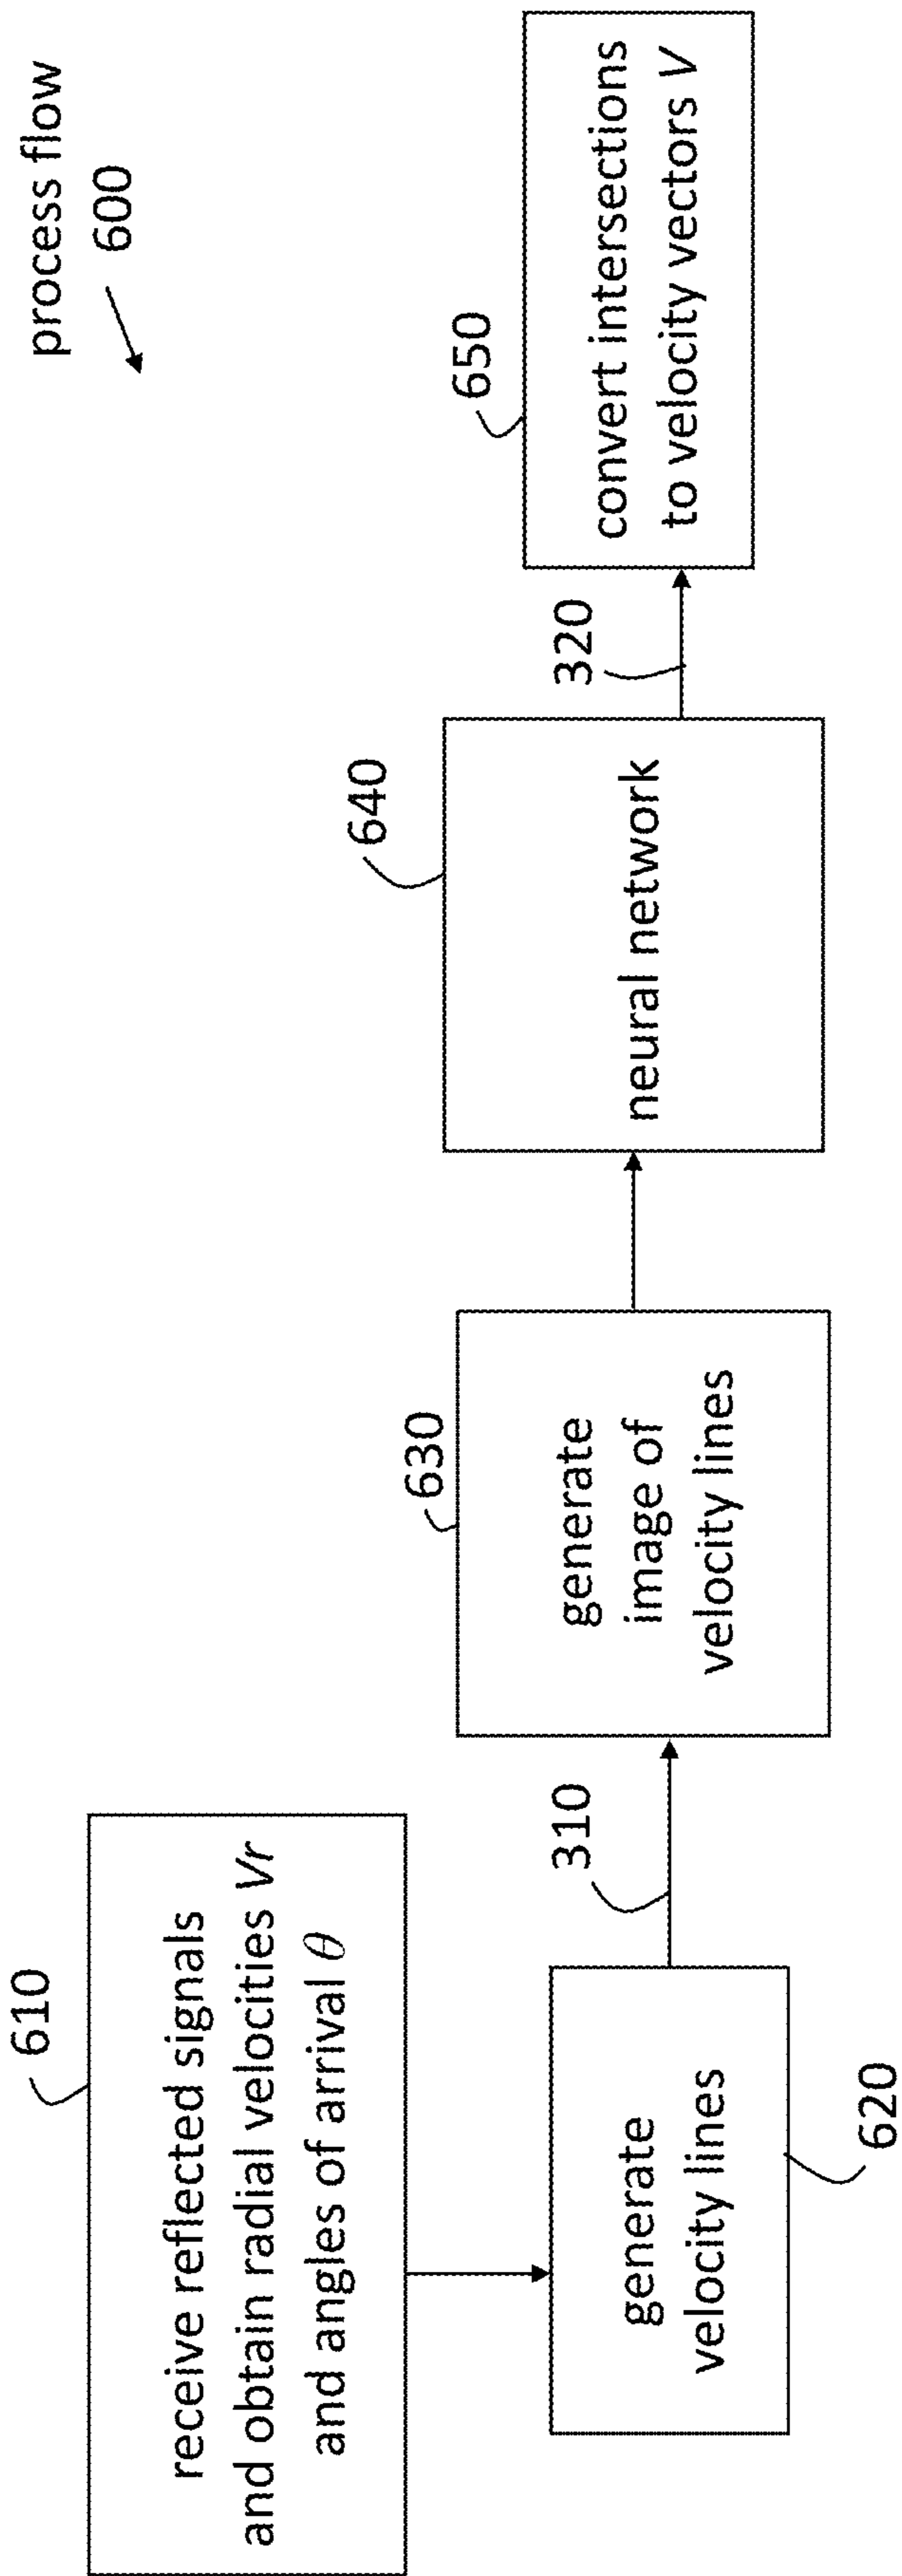 process flow
600
610
receive reflected signals
and obtain radial velocities Vr
and angles of arrival θ
generate
velocity lines
620
310
630
generate
image of
velocity lines
640
neural network
320
650
convert intersections
to velocity vectors V